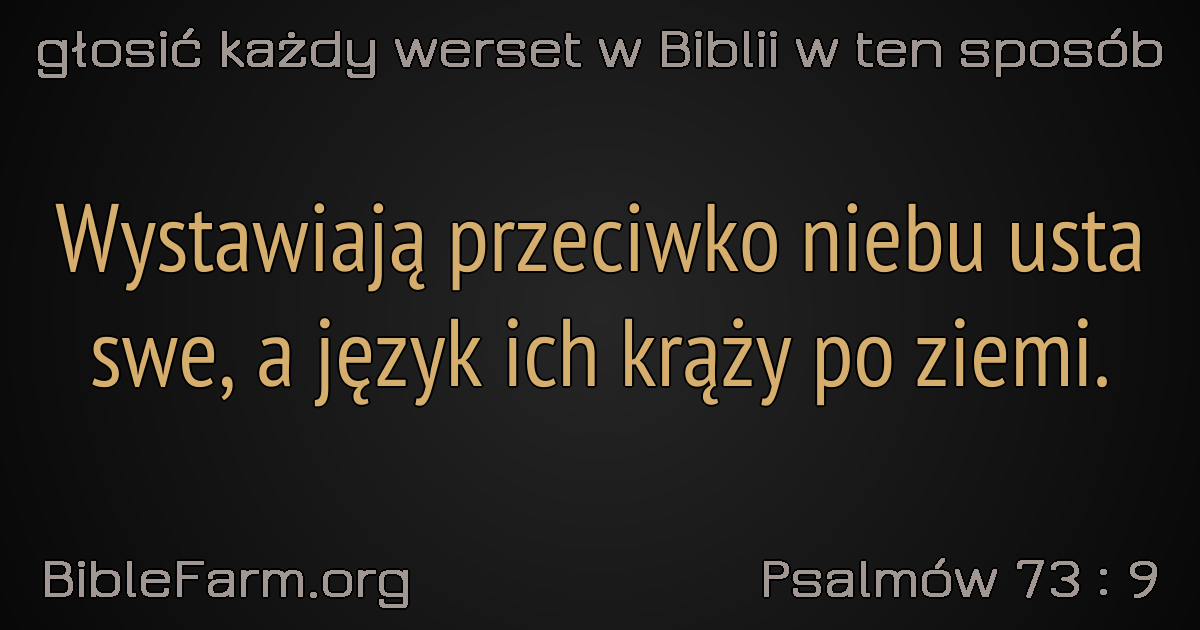 głosić każdy werset w Biblii w ten sposób
Wystawiają przeciwko niebu usta
swe, a język ich krąży po ziemi.
BibleFarm.org
Psalmów 73 : 9